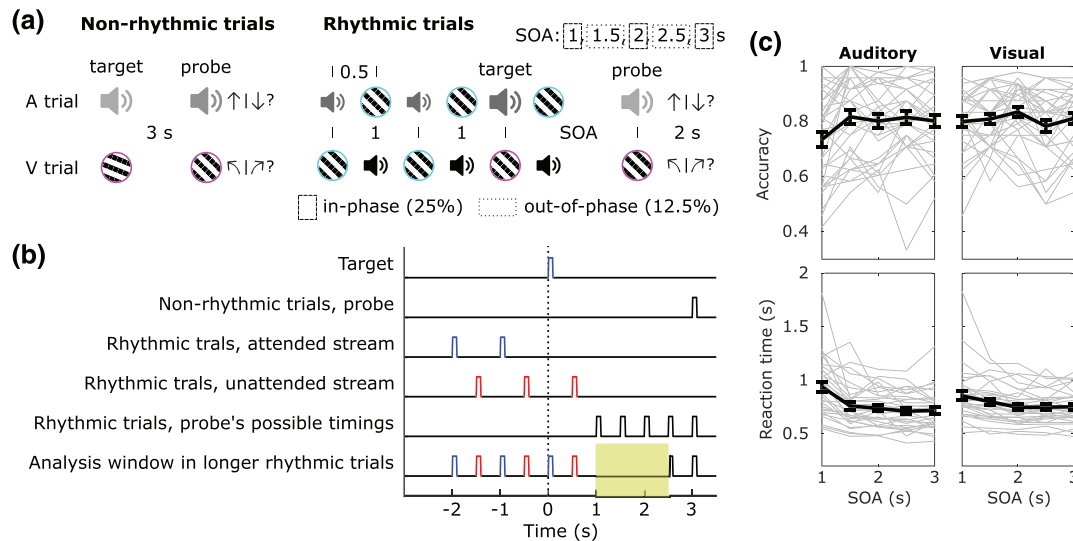 (a)
Non-rhythmic trials
Rhythmic trials
SOA: 1, 1.5, 2, 2.5, 3 s
target probe
0.5 target probe
A trial ↑|↓? ↑|↓?
3 s 1 1 SOA 2 s
V trial ↖|↗? ↖|↗?
in-phase (25%) out-of-phase (12.5%)
(b)
Target
Non-rhythmic trials, probe
Rhythmic trals, attended stream
Rhythmic trals, unattended stream
Rhythmic trials, probe's possible timings
Analysis window in longer rhythmic trials
-2 -1 0 1 2 3
Time (s)
(c)
Auditory Visual
1
0.8
0.6
0.4
Accuracy
2
1.5
1
0.5
Reaction time (s)
1 2 3 1 2 3
SOA (s) SOA (s)